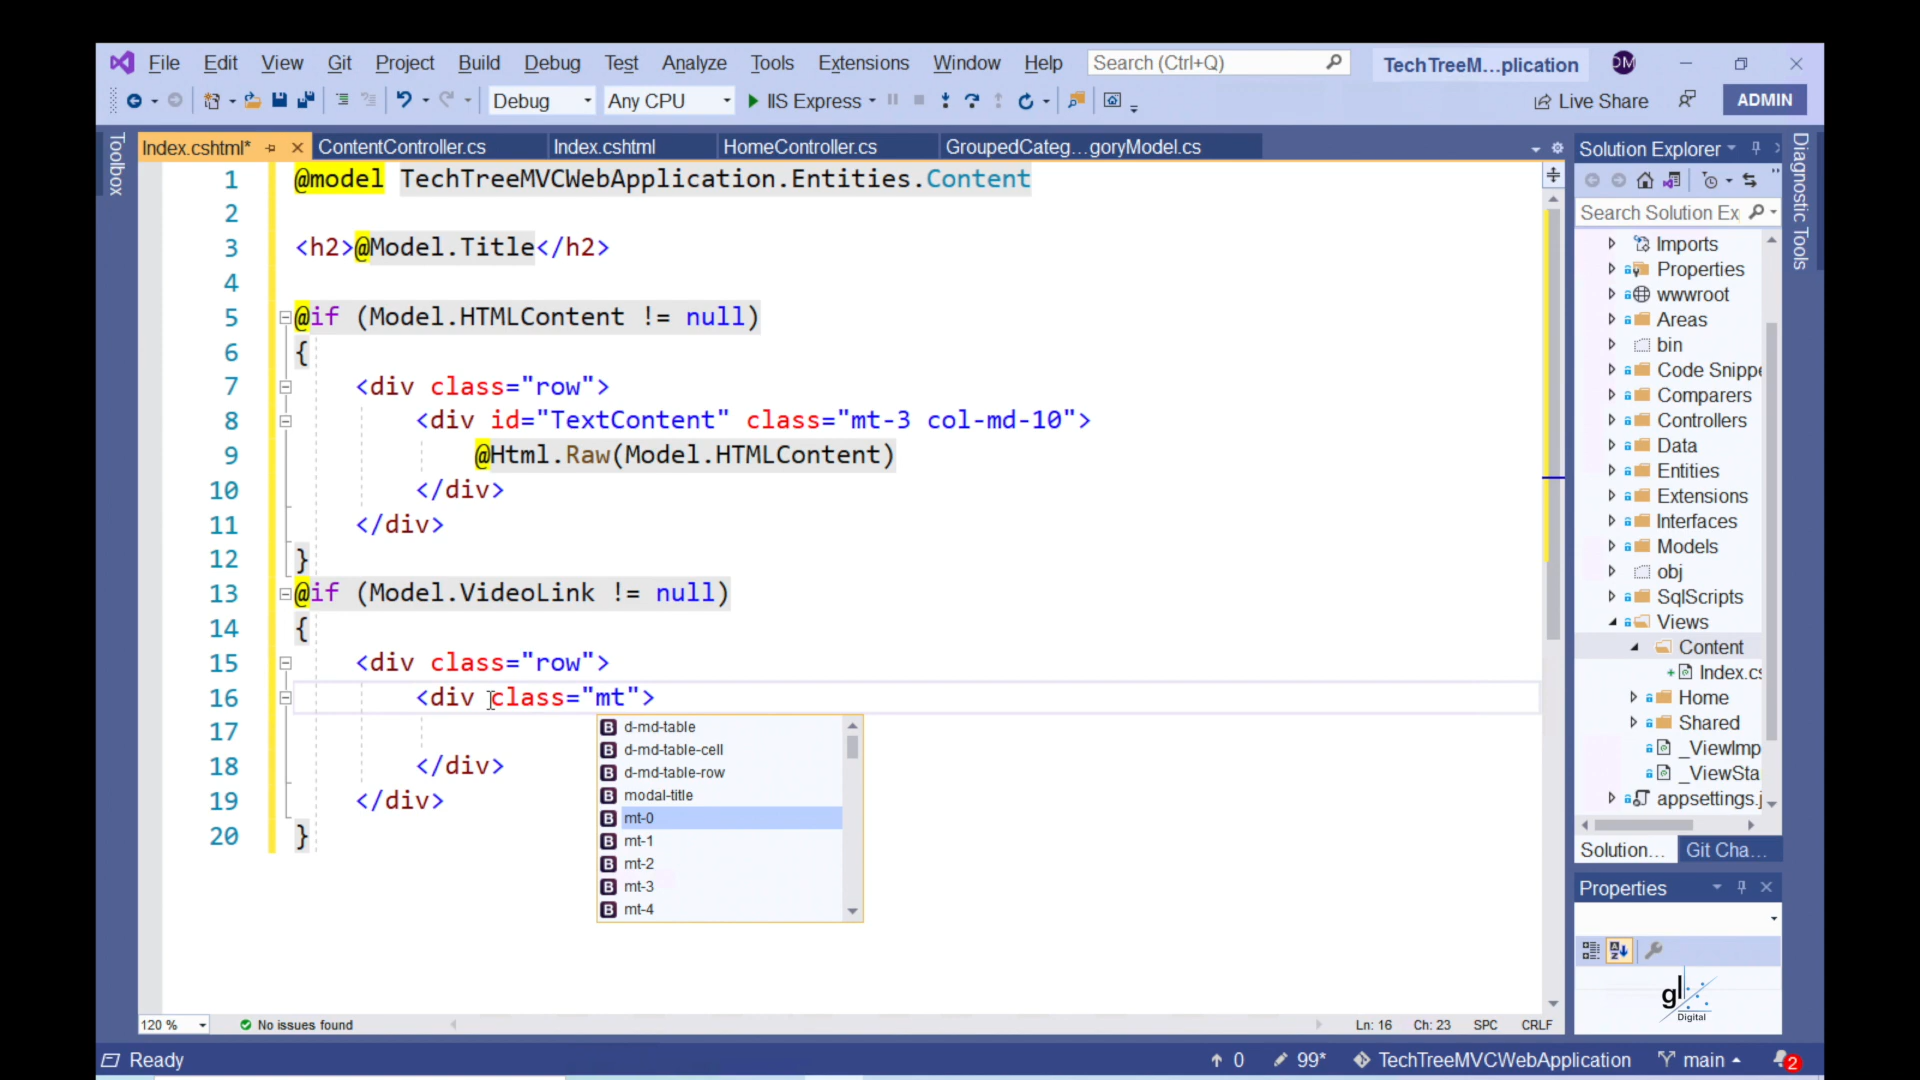 File Edit View Git Project Build Debug Test Analyze Tools Extensions Window Help Search (Ctrl+Q) TechTreeM...plication DM
Debug Any CPU IIS Express Live Share ADMIN
Toolbox
Index.cshtml* ContentController.cs Index.cshtml HomeController.cs GroupedCateg...goryModel.cs
1 @model TechTreeMVCWebApplication.Entities.Content
2
3 <h2>@Model.Title</h2>
4
5 @if (Model.HTMLContent != null)
6 {
7 <div class="row">
8 <div id="TextContent" class="mt-3 col-md-10">
9 @Html.Raw(Model.HTMLContent)
10 </div>
11 </div>
12 }
13 @if (Model.VideoLink != null)
14 {
15 <div class="row">
16 <div class="mt">
17
18 </div>
19 </div>
20 }
B d-md-table
B d-md-table-cell
B d-md-table-row
B modal-title
B mt-0
B mt-1
B mt-2
B mt-3
B mt-4
120 % No issues found Ln: 16 Ch: 23 SPC CRLF
Solution Explorer
Search Solution Ex
Imports
Properties
wwwroot
Areas
bin
Code Snippe
Comparers
Controllers
Data
Entities
Extensions
Interfaces
Models
obj
SqlScripts
Views
Content
Index.cs
Home
Shared
_ViewImp
_ViewSta
appsettings.j
Solution... Git Cha...
Properties
gl
Digital
Diagnostic Tools
Ready 0 99* TechTreeMVCWebApplication main 2